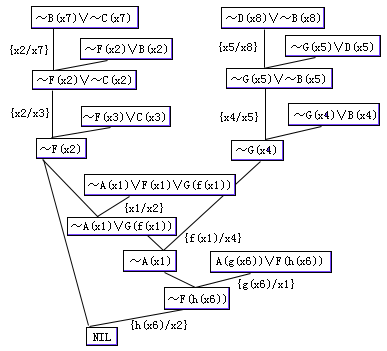 ～B(x7)∨～C(x7)
～D(x8)∨～B(x8)
{x2/x7}
～F(x2)∨B(x2)
{x5/x8}
～G(x5)∨D(x5)
～F(x2)∨～C(x2)
～G(x5)∨～B(x5)
{x2/x3}
～F(x3)∨C(x3)
{x4/x5}
～G(x4)∨B(x4)
～F(x2)
～G(x4)
～A(x1)∨F(x1)∨G(f(x1))
{x1/x2}
～A(x1)∨G(f(x1))
{f(x1)/x4}
～A(x1)
A(g(x6))∨F(h(x6))
{g(x6)/x1}
～F(h(x6))
{h(x6)/x2}
NIL